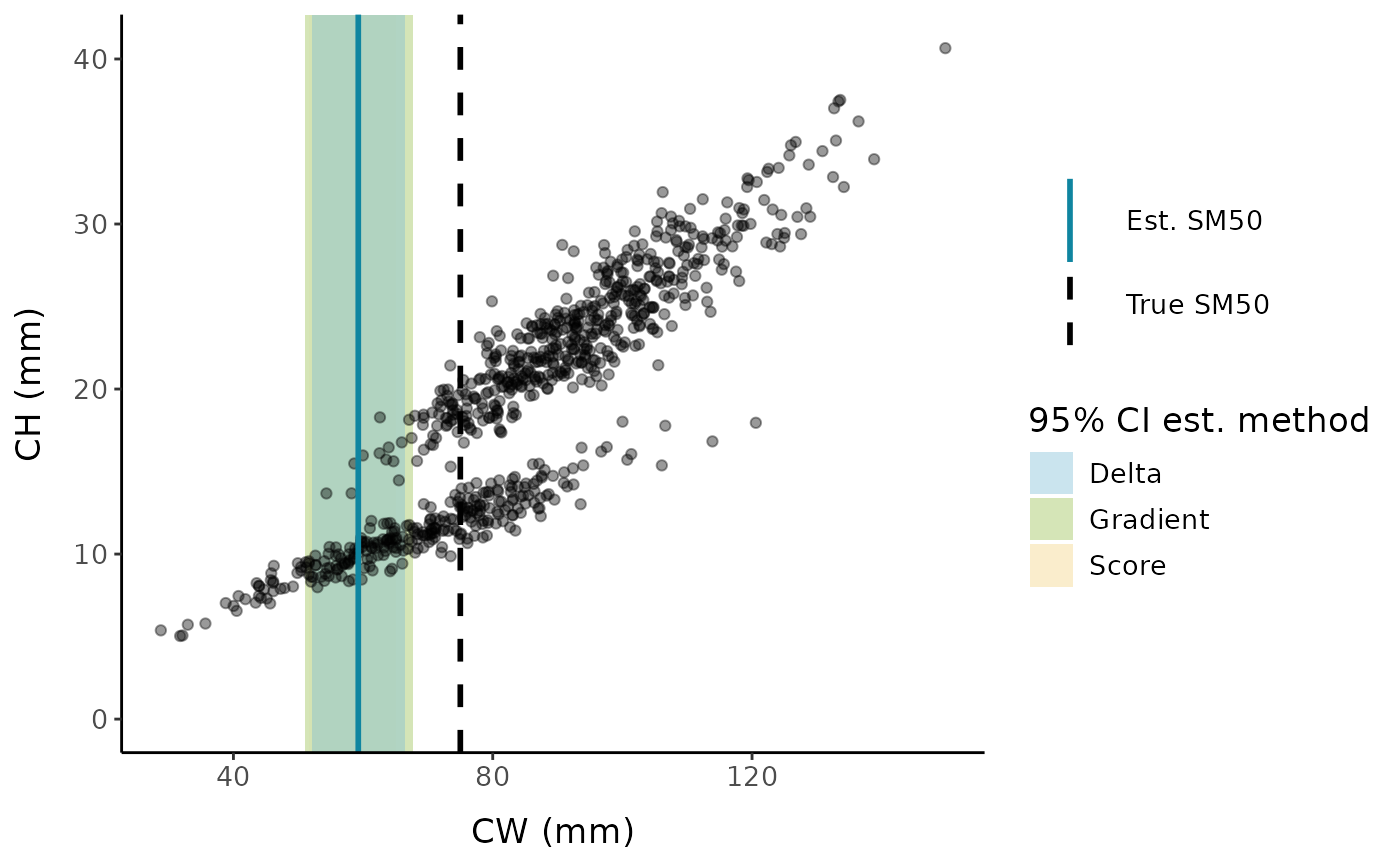 40
30
20
10
0
CH (mm)
40
80
120
CW (mm)
Est. SM50
True SM50
95% CI est. method
Delta
Gradient
Score